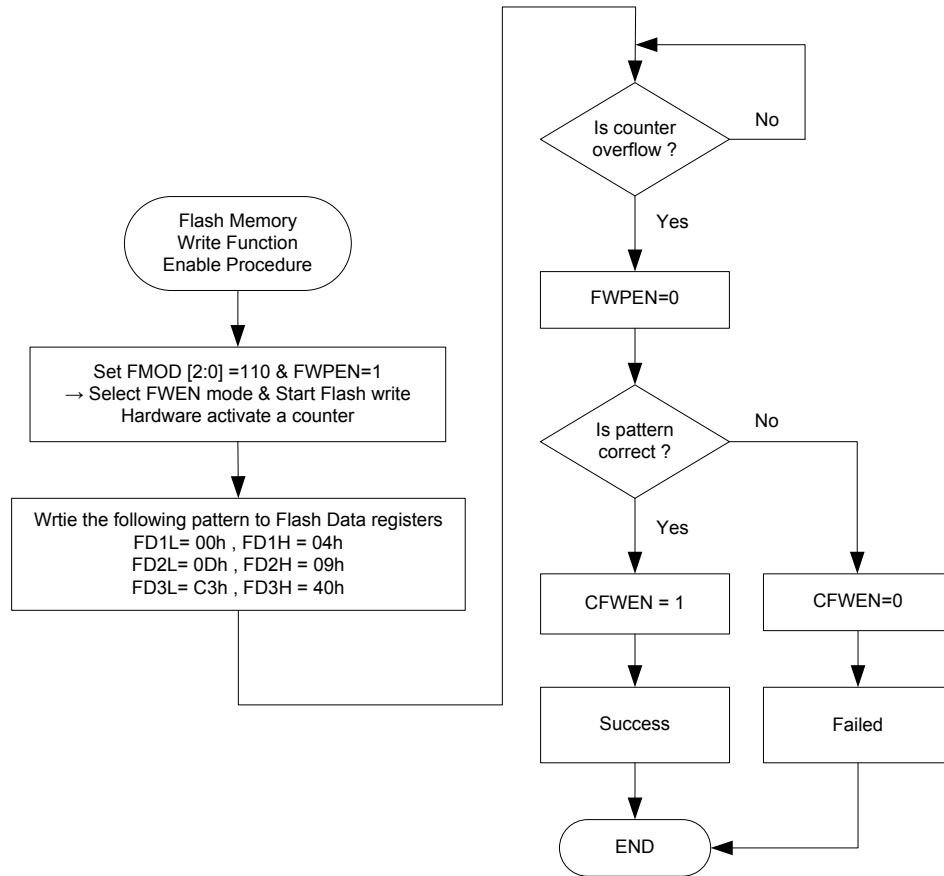 Flash Memory
Write Function
Enable Procedure
Set FMOD [2:0] =110 & FWPEN=1
→ Select FWEN mode & Start Flash write
Hardware activate a counter
Wrtie the following pattern to Flash Data registers
FD1L= 00h , FD1H = 04h
FD2L= 0Dh , FD2H = 09h
FD3L= C3h , FD3H = 40h
Is counter
overflow ?
No
Yes
FWPEN=0
Is pattern
correct ?
No
Yes
CFWEN = 1
CFWEN=0
Success
Failed
END